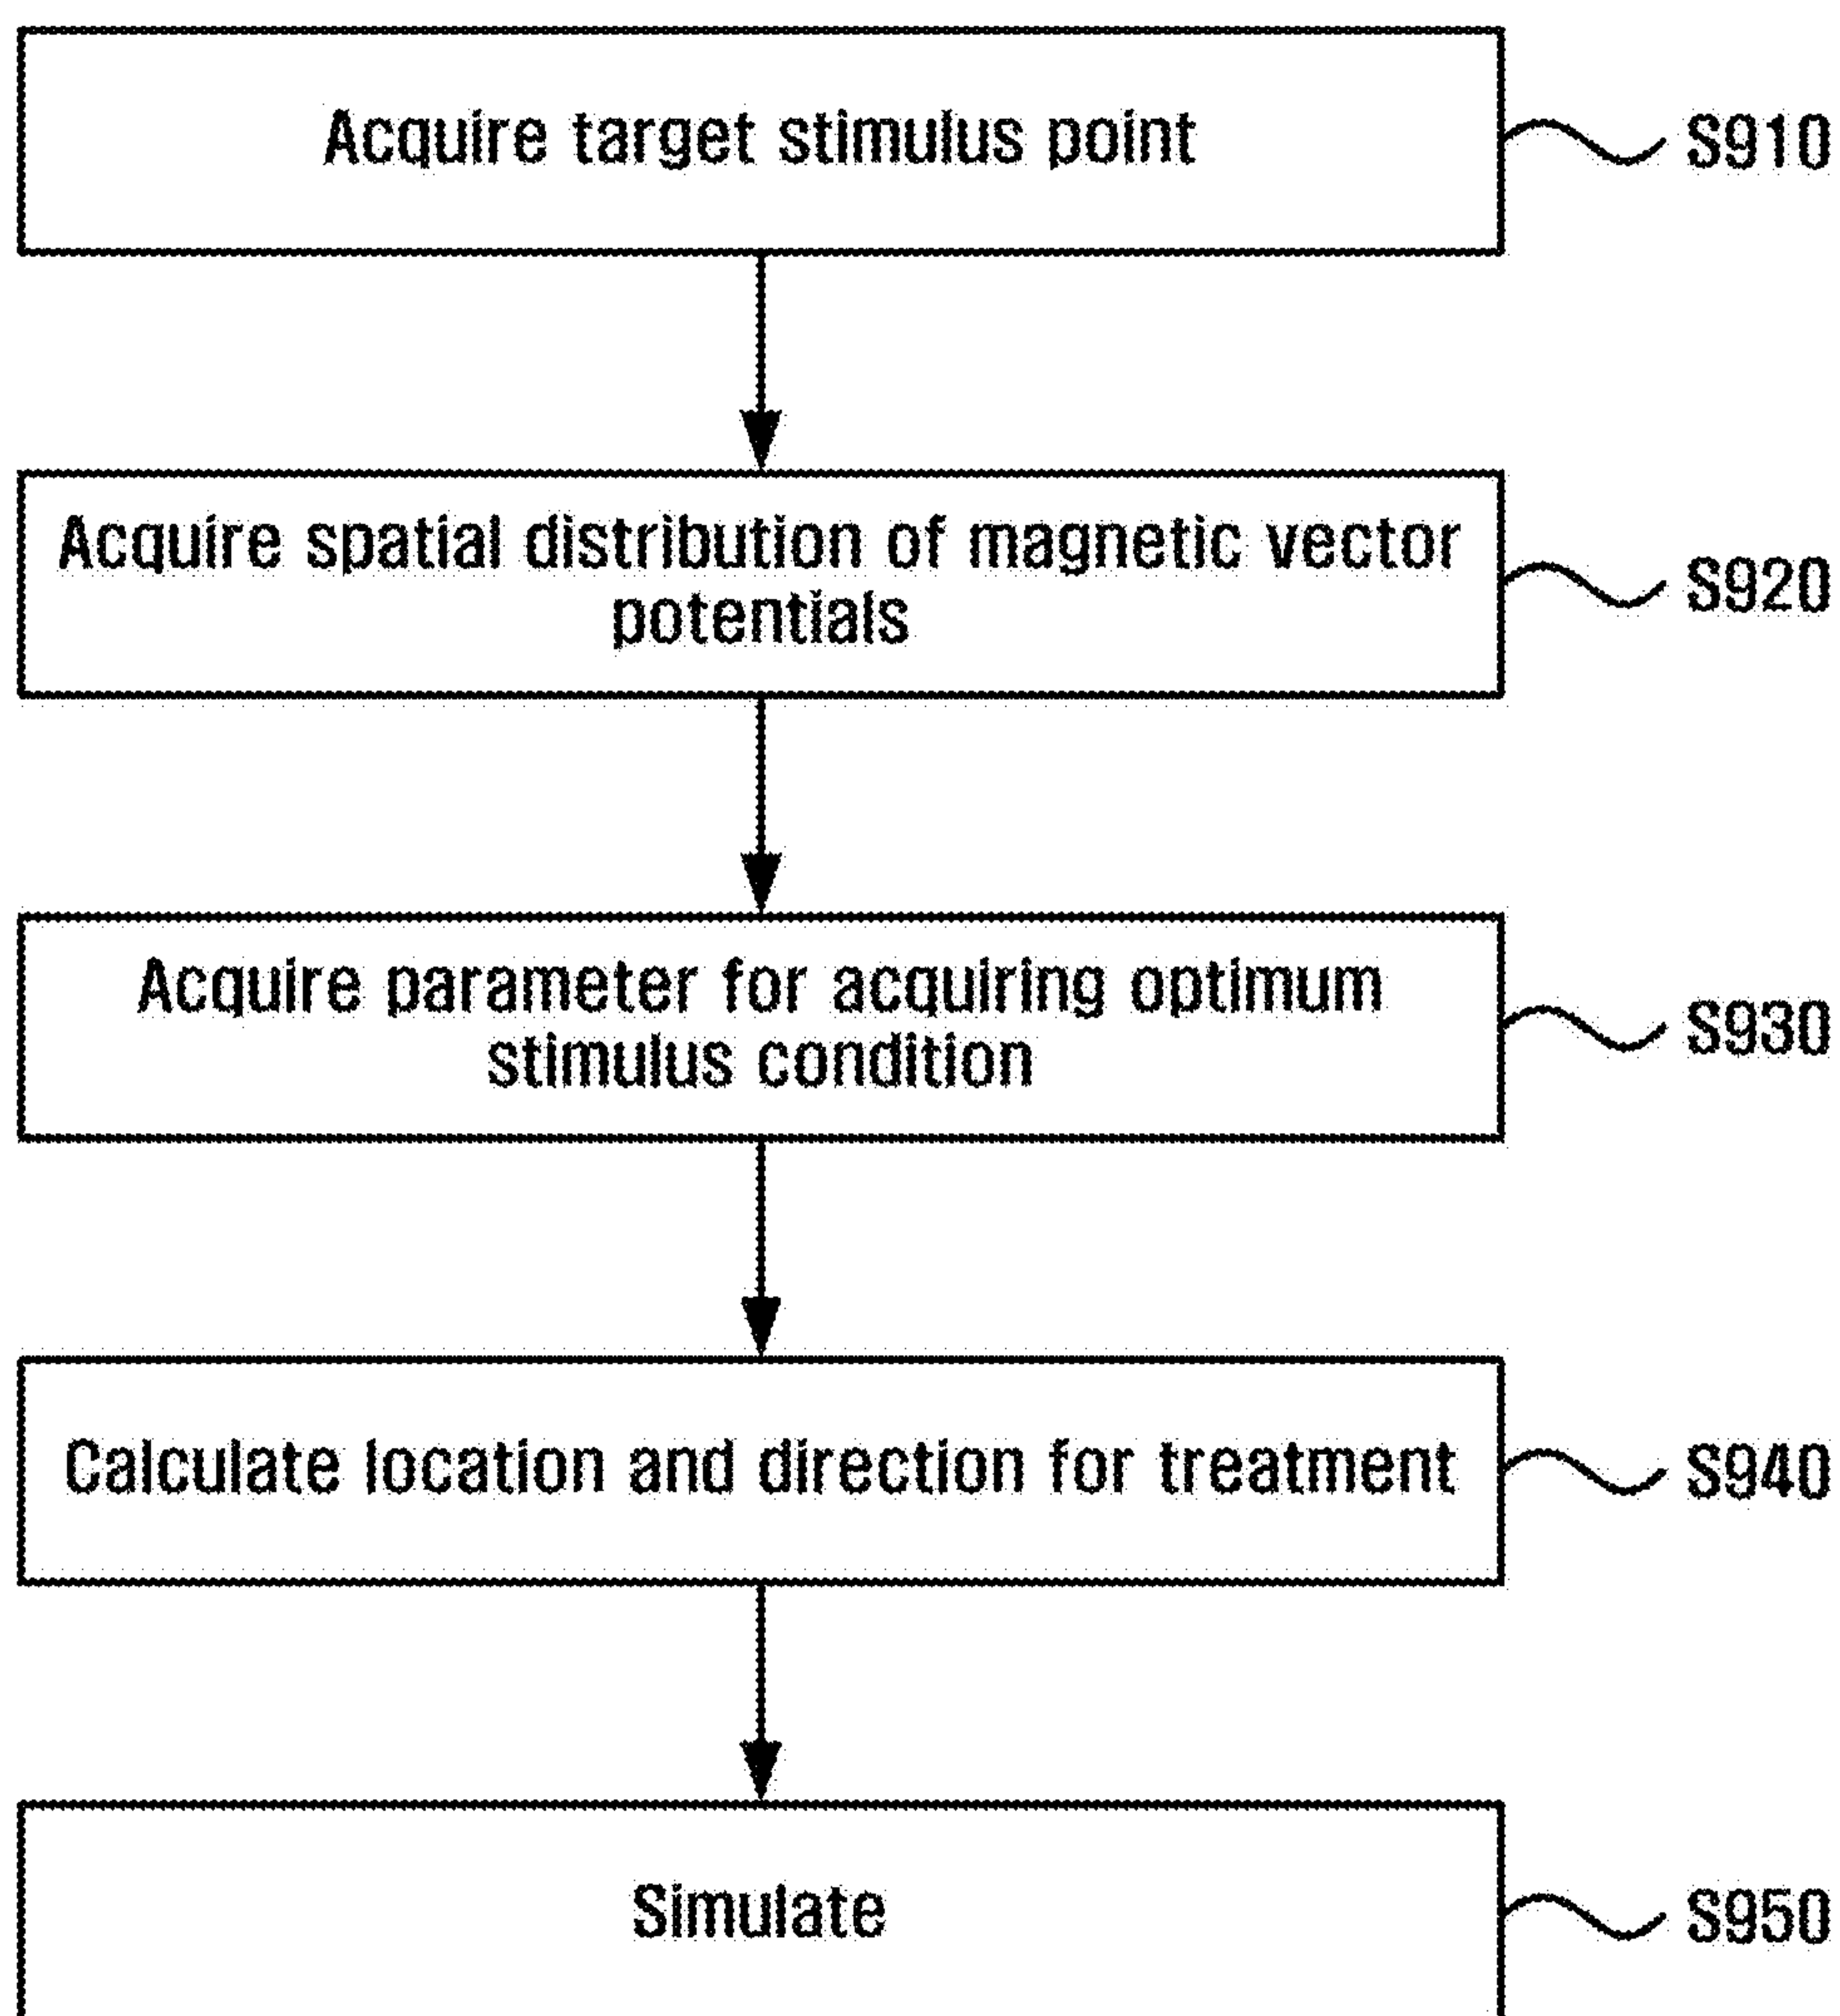 Acquire target stimulus point
S910
Acquire spatial distribution of magnetic vector
potentials
S920
Acquire parameter for acquiring optimum
stimulus condition
S930
Calculate location and direction for treatment
S940
Simulate
S950